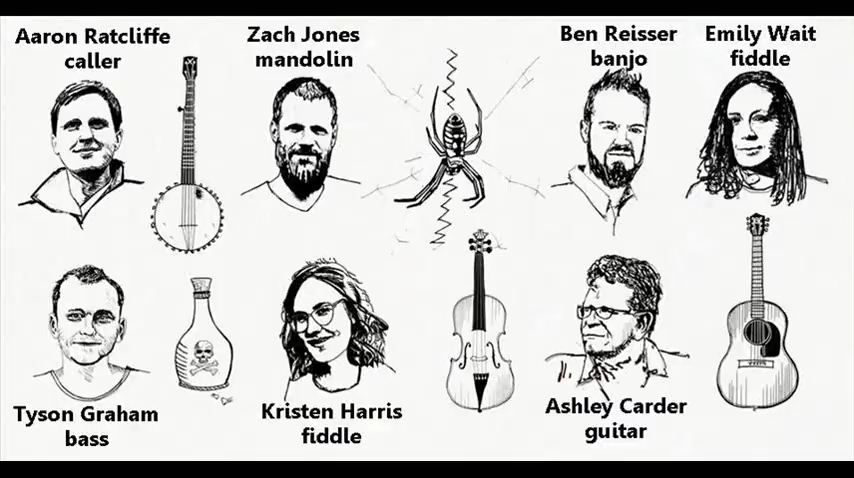 Aaron Ratcliffe
caller
Zach Jones
mandolin
Ben Reisser
banjo
Emily Wait
fiddle
Tyson Graham
bass
Kristen Harris
fiddle
Ashley Carder
guitar